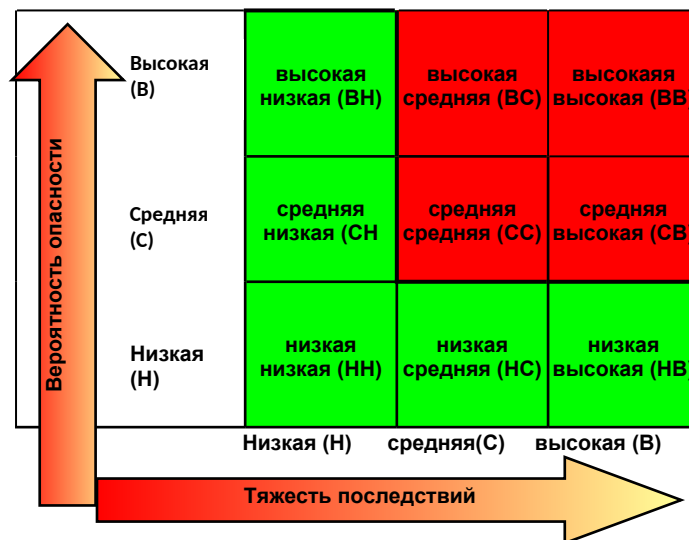 Вероятность опасности
Высокая
(В)
высокая
низкая (ВН)
высокая
средняя (ВС)
высокаяя
высокая (ВВ)
Средняя
(С)
средняя
низкая (СН
средняя
средняя (СС)
средняя
высокая (СВ)
Низкая
(Н)
низкая
низкая (НН)
низкая
средняя (НС)
низкая
высокая (НВ)
Низкая (Н)
средняя(С)
высокая (В)
Тяжесть последствий